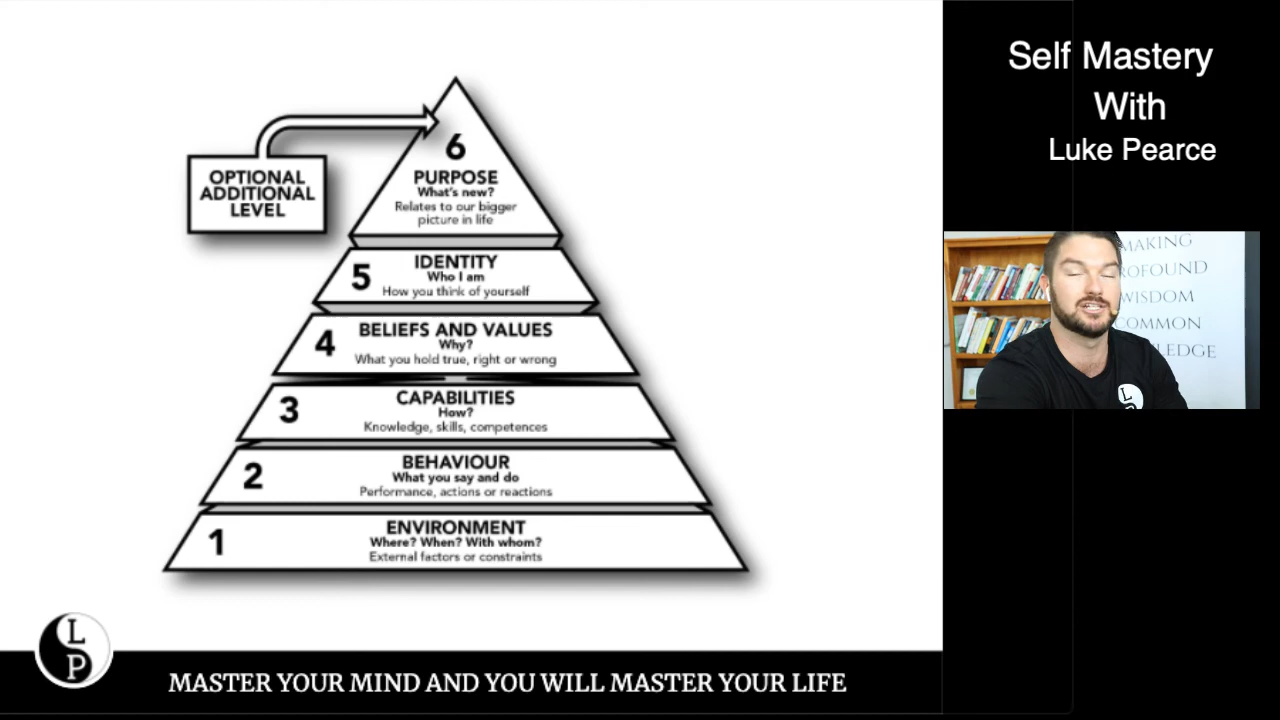 Self Mastery
With
Luke Pearce
OPTIONAL
ADDITIONAL
LEVEL
6
PURPOSE
What's new?
Relates to our bigger
picture in life
5
IDENTITY
Who I am
How you think of yourself
4
BELIEFS AND VALUES
Why?
What you hold true, right or wrong
3
CAPABILITIES
How?
Knowledge, skills, competences
2
BEHAVIOUR
What you say and do
Performance, actions or reactions
1
ENVIRONMENT
Where? When? With whom?
External factors or constraints
MAKING
ROFOUND
WISDOM
COMMON
LEDGE
L
P
L
P
MASTER YOUR MIND AND YOU WILL MASTER YOUR LIFE